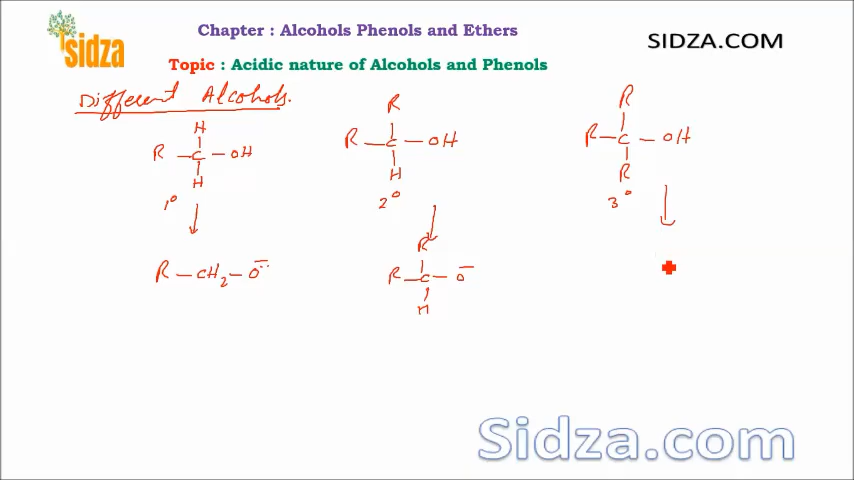 sidza
Chapter : Alcohols Phenols and Ethers
SIDZA.COM
Topic : Acidic nature of Alcohols and Phenols
Different Alcohols.
H
R – C – OH
H
1°
R
R – C – OH
H
2°
R
R – C – OH
R
3°
R – CH₂ – O⁻
R
R – C – O⁻
H
Sidza.com